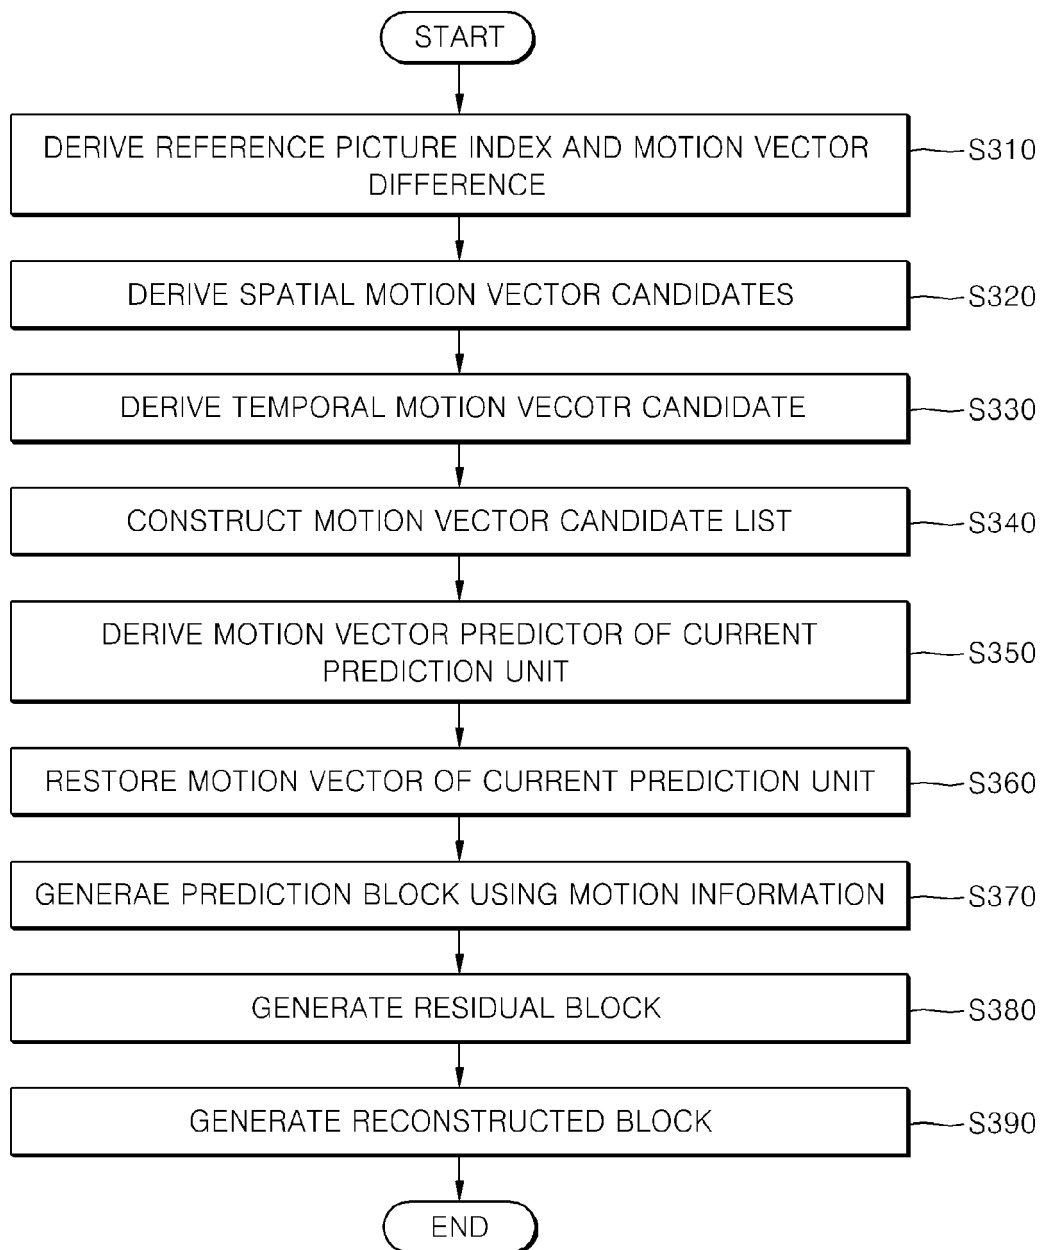 START
DERIVE REFERENCE PICTURE INDEX AND MOTION VECTOR
DIFFERENCE
S310
DERIVE SPATIAL MOTION VECTOR CANDIDATES
S320
DERIVE TEMPORAL MOTION VECOTR CANDIDATE
S330
CONSTRUCT MOTION VECTOR CANDIDATE LIST
S340
DERIVE MOTION VECTOR PREDICTOR OF CURRENT
PREDICTION UNIT
S350
RESTORE MOTION VECTOR OF CURRENT PREDICTION UNIT
S360
GENERAE PREDICTION BLOCK USING MOTION INFORMATION
S370
GENERATE RESIDUAL BLOCK
S380
GENERATE RECONSTRUCTED BLOCK
S390
END